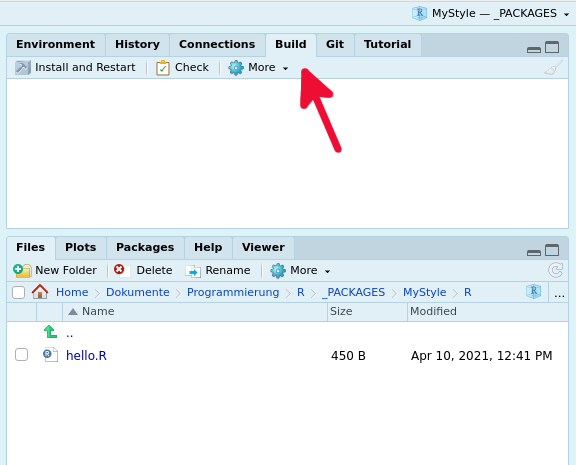 MyStyle — _PACKAGES
Environment History Connections Build Git Tutorial
Install and Restart Check More
Files Plots Packages Help Viewer
New Folder Delete Rename More
Home Dokumente Programmierung R _PACKAGES MyStyle R ...
Name Size Modified
..
hello.R 450 B Apr 10, 2021, 12:41 PM